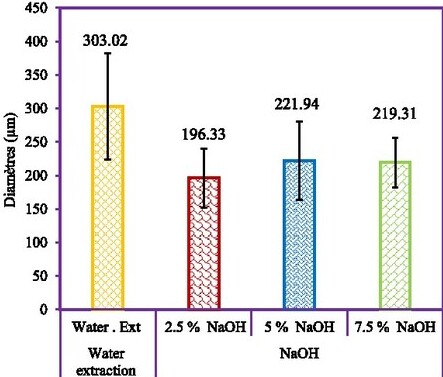 450
400
350
300
250
200
150
100
50
0
Diamètres (µm)
303.02
196.33
221.94
219.31
Water . Ext
2.5 % NaOH
5 % NaOH
7.5 % NaOH
Water
extraction
NaOH